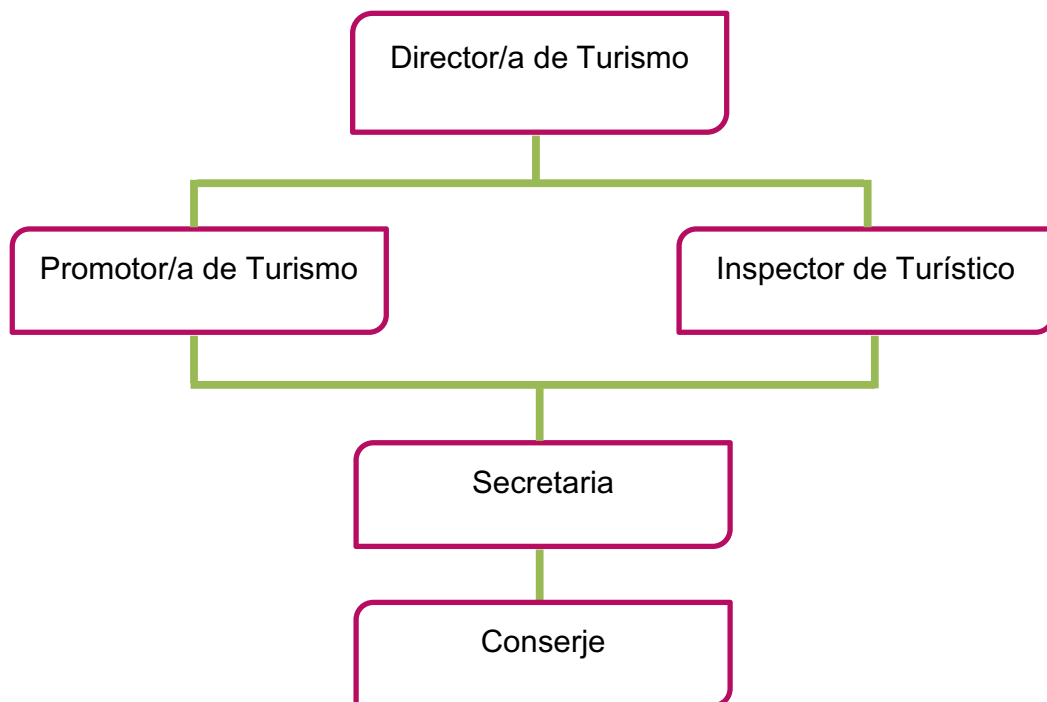 Director/a de Turismo
Promotor/a de Turismo
Inspector de Turístico
Secretaria
Conserje